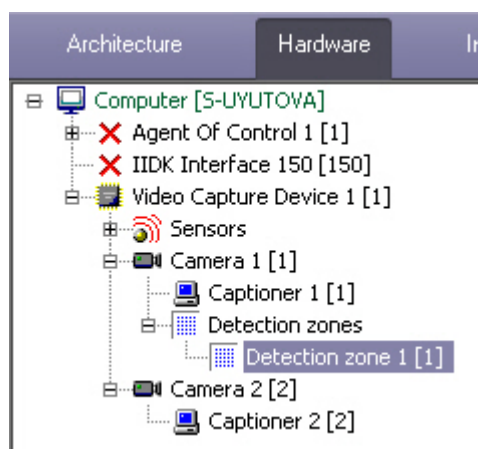 Architecture Hardware
Computer [S-UYUTOVA]
Agent Of Control 1 [1]
IIDK Interface 150 [150]
Video Capture Device 1 [1]
Sensors
Camera 1 [1]
Captioner 1 [1]
Detection zones
Detection zone 1 [1]
Camera 2 [2]
Captioner 2 [2]